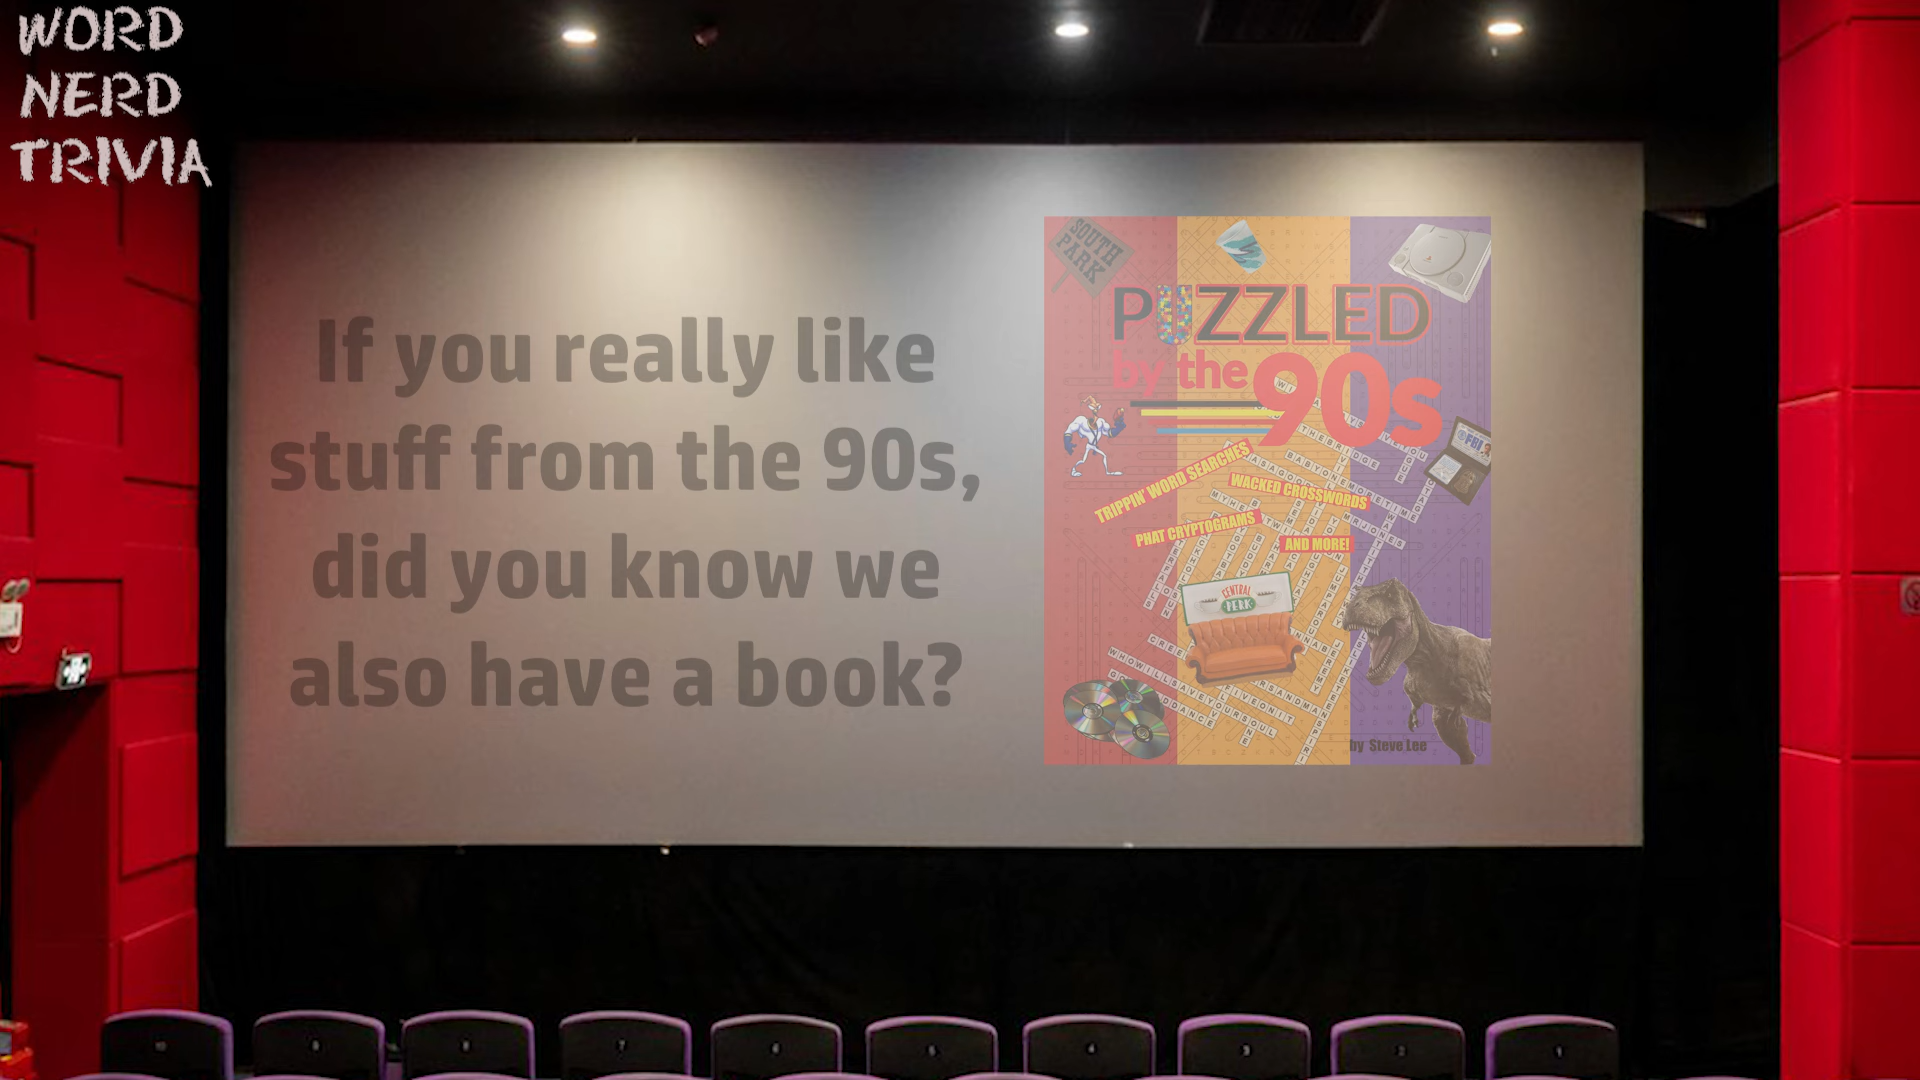 WORD
NERD
TRIVIA
If you really like
stuff from the 90s,
did you know we
also have a book?
SOUTH
PARK
PUZZLED
by the 90s
TRIPPIN' WORD SEARCHES
WACKED CROSSWORDS
PHAT CRYPTOGRAMS
AND MORE!
CENTRAL
PERK
by Steve Lee